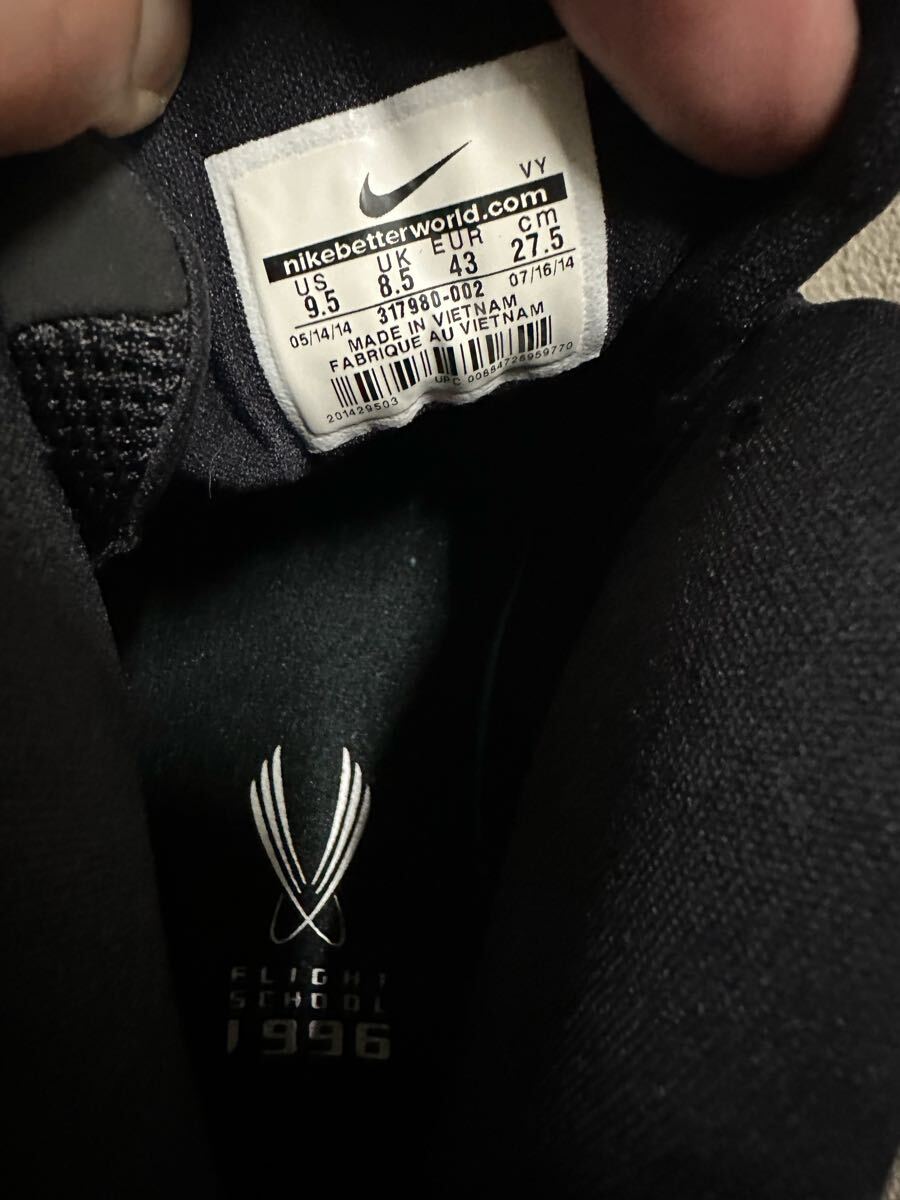 VY
nikebetterworld.com
US UK EUR cm
9.5 8.5 43 27.5
05/14/14 317980-002 07/16/14
MADE IN VIETNAM
FABRIQUE AU VIETNAM
201429503 UPC 00884726959770
FLIGHT
SCHOOL
1996